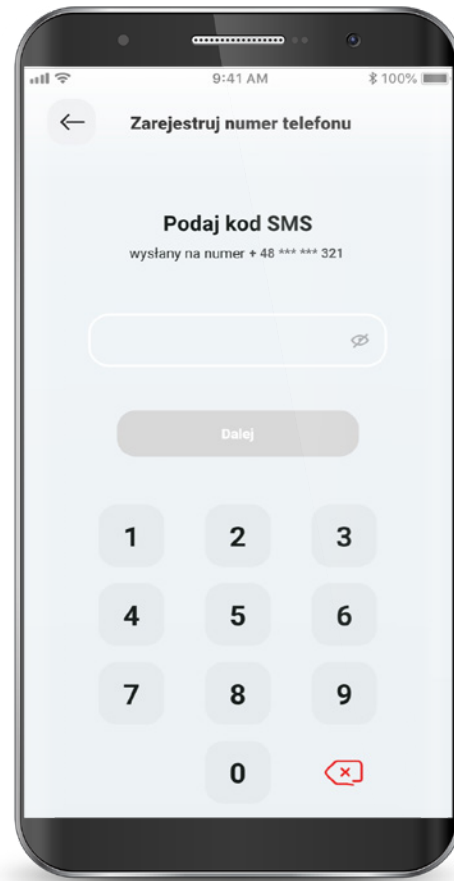 9:41 AM
100%
Zarejestruj numer telefonu
Podaj kod SMS
wysłany na numer + 48 *** *** 321
Dalej
1 2 3
4 5 6
7 8 9
0